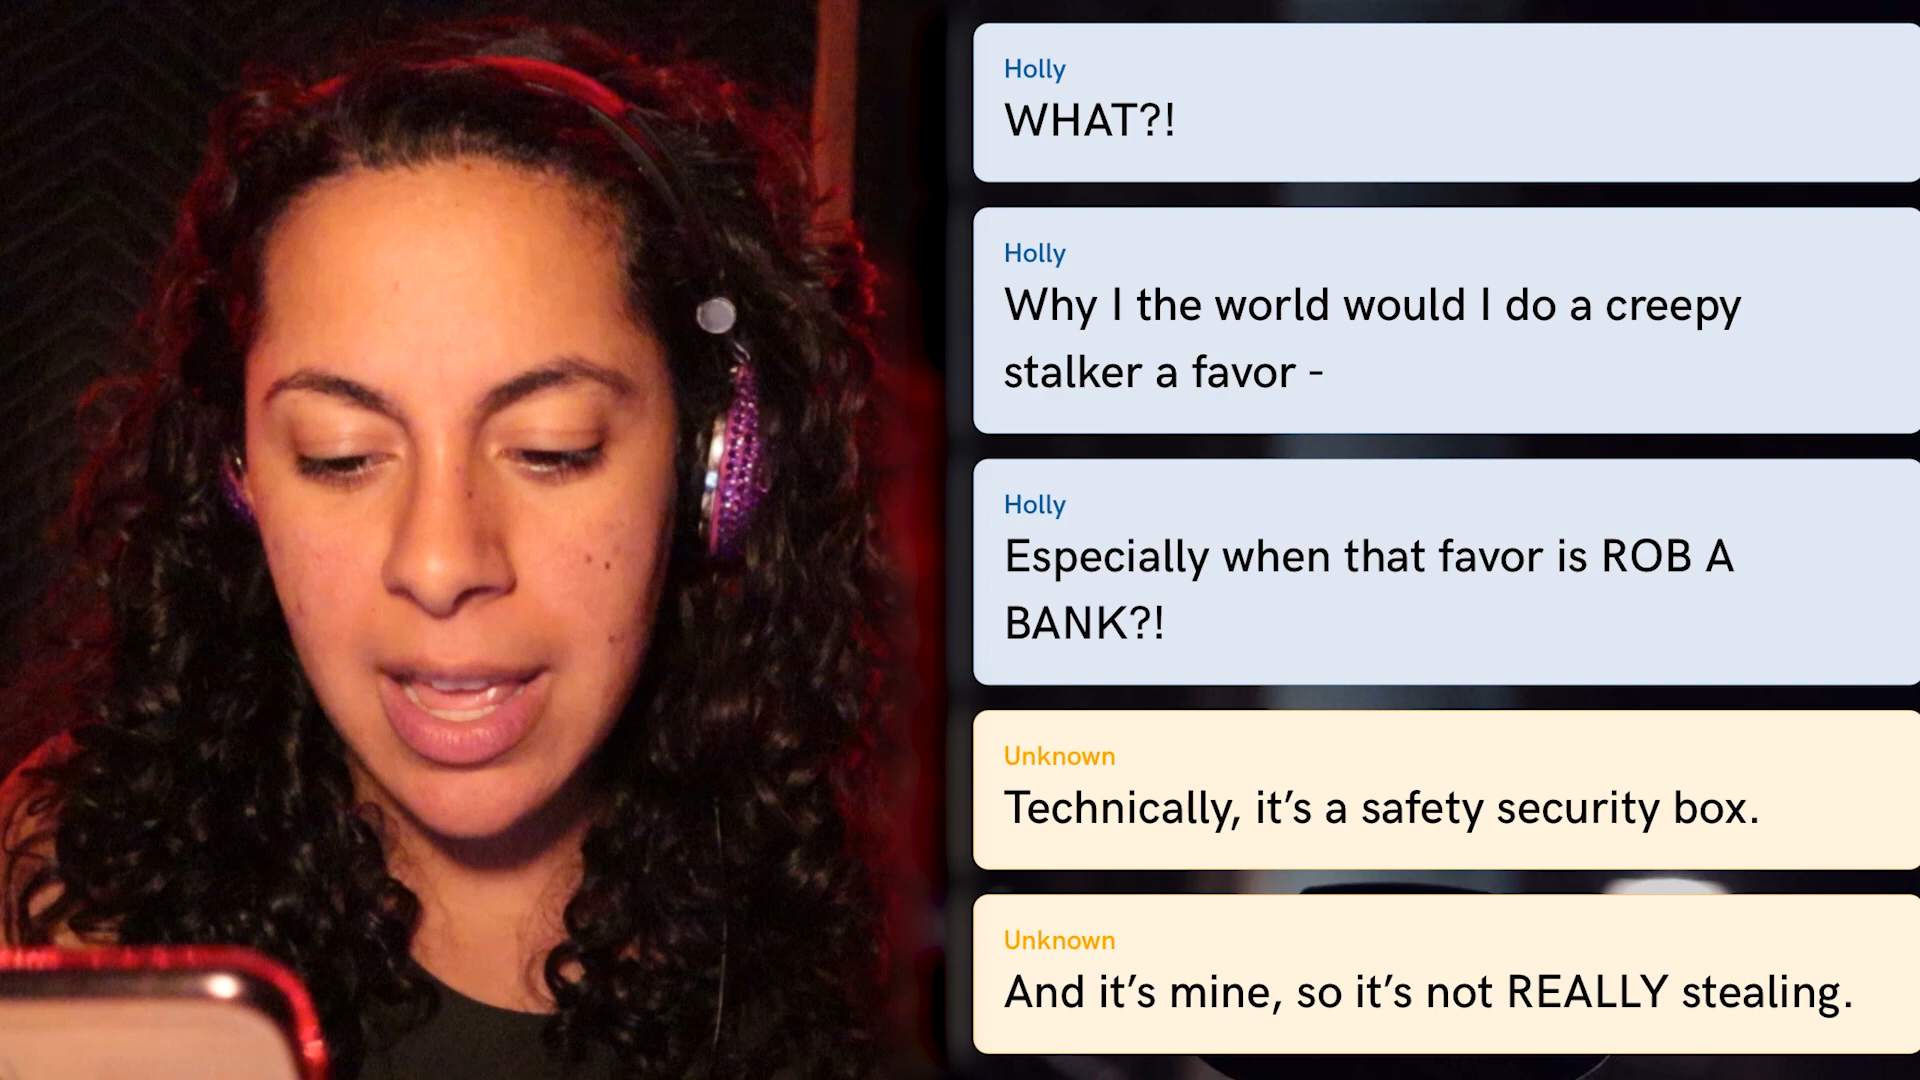 Holly
WHAT?!
Holly
Why I the world would I do a creepy
stalker a favor -
Holly
Especially when that favor is ROB A
BANK?!
Unknown
Technically, it’s a safety security box.
Unknown
And it’s mine, so it’s not REALLY stealing.